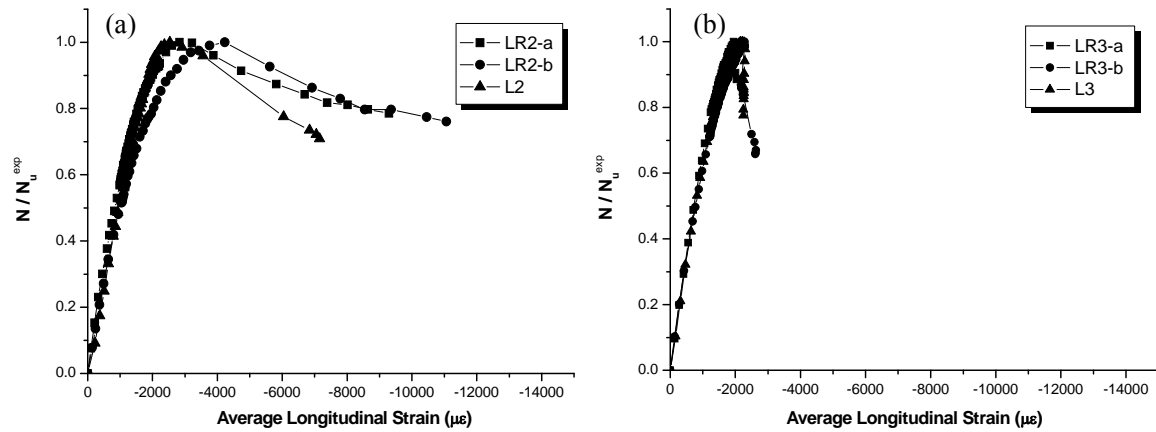 (a)
LR2-a
LR2-b
L2
N / N_u^exp
1.0
0.8
0.6
0.4
0.2
0.0
0 -2000 -4000 -6000 -8000 -10000 -12000 -14000
Average Longitudinal Strain (µε)
(b)
LR3-a
LR3-b
L3
N / N_u^exp
1.0
0.8
0.6
0.4
0.2
0.0
0 -2000 -4000 -6000 -8000 -10000 -12000 -14000
Average Longitudinal Strain (µε)